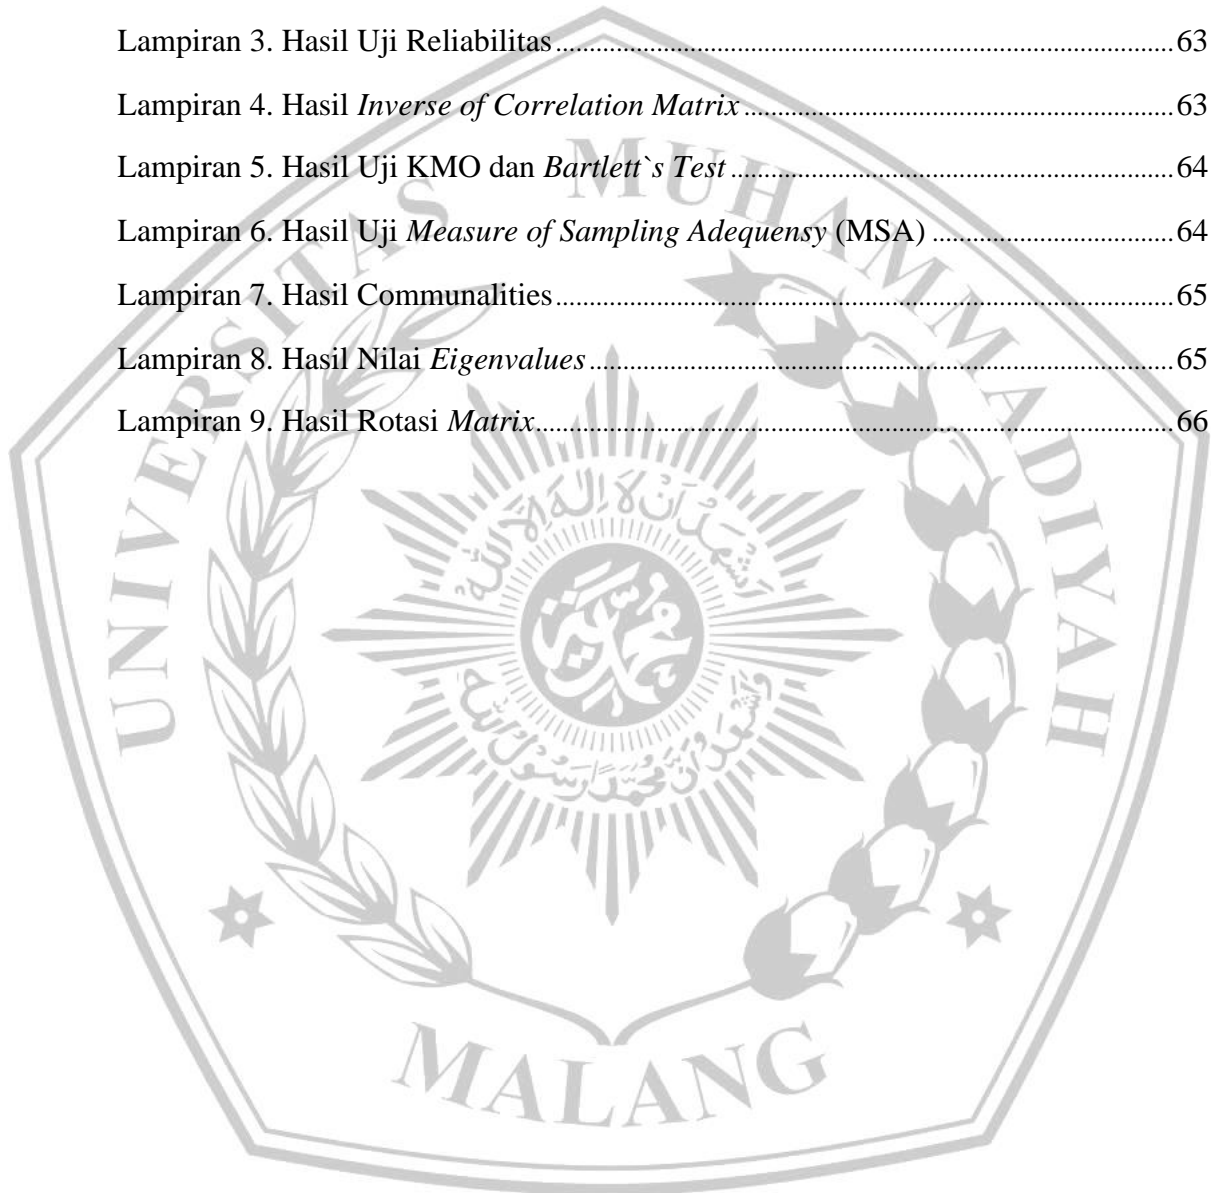 Lampiran 3. Hasil Uji Reliabilitas 63
Lampiran 4. Hasil Inverse of Correlation Matrix 63
Lampiran 5. Hasil Uji KMO dan Bartlett`s Test 64
Lampiran 6. Hasil Uji Measure of Sampling Adequensy (MSA) 64
Lampiran 7. Hasil Communalities 65
Lampiran 8. Hasil Nilai Eigenvalues 65
Lampiran 9. Hasil Rotasi Matrix 66
UNIVERSITAS MUHAMMADIYAH
MALANG